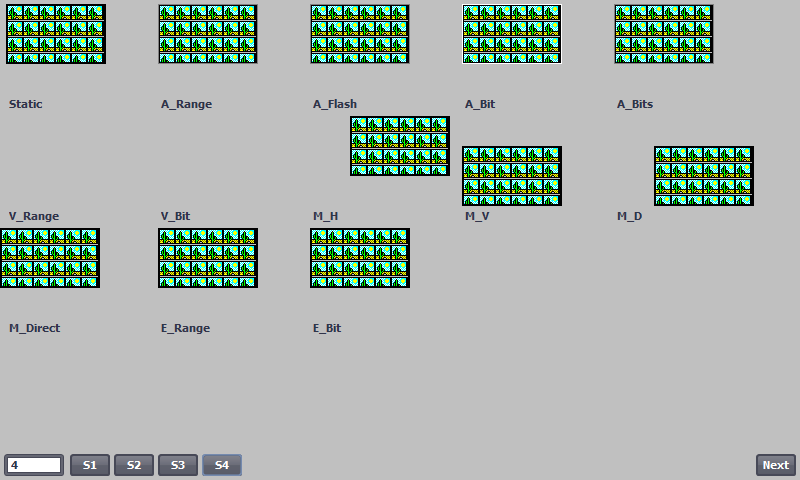 Static A_Range A_Flash A_Bit A_Bits
V_Range V_Bit M_H M_V M_D
M_Direct E_Range E_Bit
4 S1 S2 S3 S4 Next